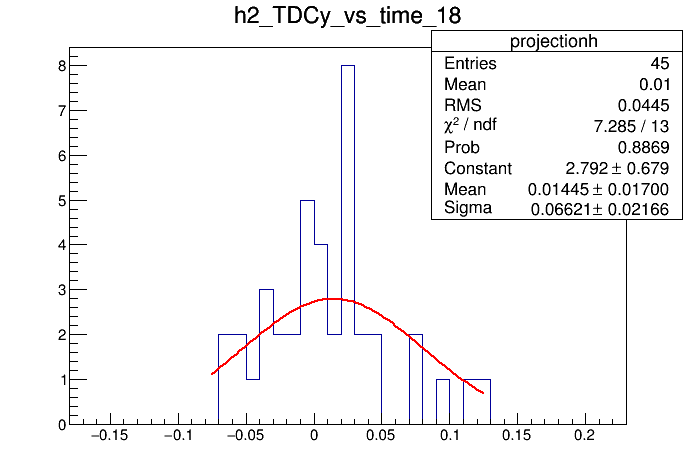 h2_TDCy_vs_time_18
projectionh
Entries 45
Mean 0.01
RMS 0.0445
χ² / ndf 7.285 / 13
Prob 0.8869
Constant 2.792 ± 0.679
Mean 0.01445 ± 0.01700
Sigma 0.06621 ± 0.02166
8
7
6
5
4
3
2
1
0
−0.15 −0.1 −0.05 0 0.05 0.1 0.15 0.2